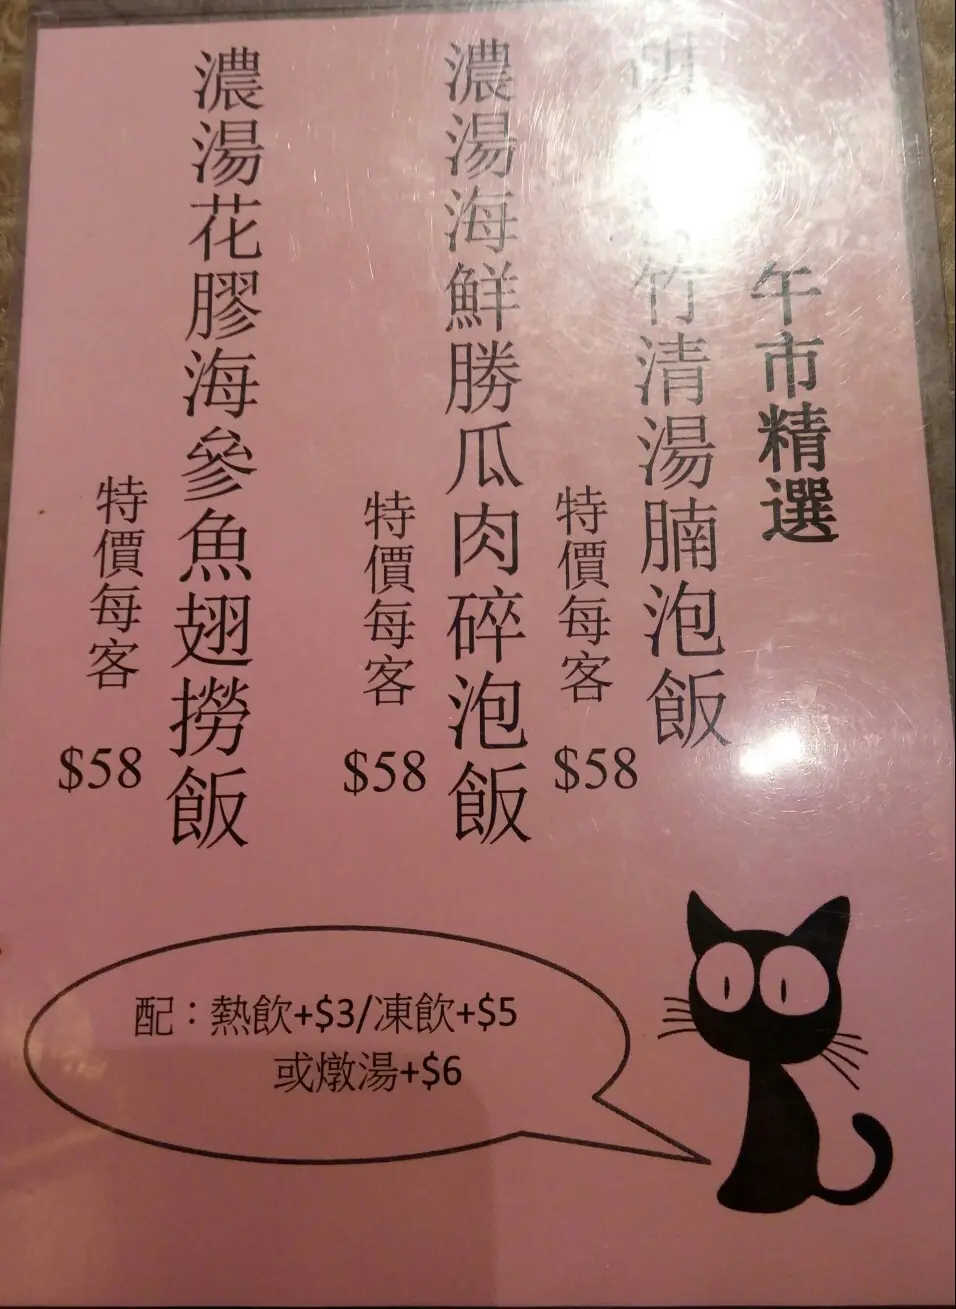 午市精選
竹清湯腩泡飯
特價每客
$58
濃湯海鮮勝瓜肉碎泡飯
特價每客
$58
濃湯花膠海參魚翅撈飯
特價每客
$58
配：熱飲+$3/凍飲+$5
或燉湯+$6